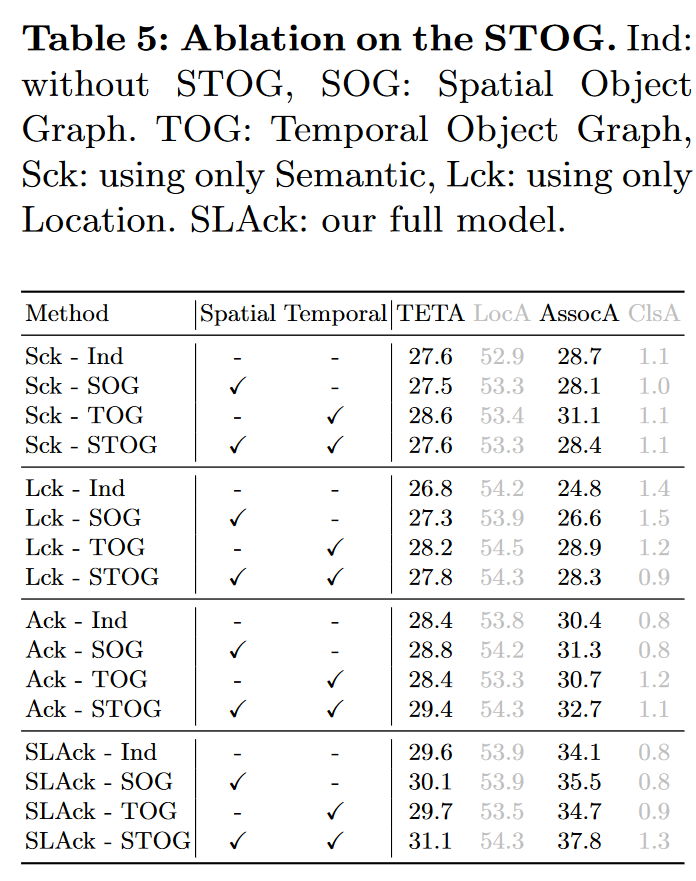 Table 5: Ablation on the STOG. Ind:
without STOG, SOG: Spatial Object
Graph. TOG: Temporal Object Graph,
Sck: using only Semantic, Lck: using only
Location. SLAck: our full model.
Method Spatial Temporal TETA LocA AssocA ClsA
Sck - Ind - - 27.6 52.9 28.7 1.1
Sck - SOG ✓ - 27.5 53.3 28.1 1.0
Sck - TOG - ✓ 28.6 53.4 31.1 1.1
Sck - STOG ✓ ✓ 27.6 53.3 28.4 1.1
Lck - Ind - - 26.8 54.2 24.8 1.4
Lck - SOG ✓ - 27.3 53.9 26.6 1.5
Lck - TOG - ✓ 28.2 54.5 28.9 1.2
Lck - STOG ✓ ✓ 27.8 54.3 28.3 0.9
Ack - Ind - - 28.4 53.8 30.4 0.8
Ack - SOG ✓ - 28.8 54.2 31.3 0.8
Ack - TOG - ✓ 28.4 53.3 30.7 1.2
Ack - STOG ✓ ✓ 29.4 54.3 32.7 1.1
SLAck - Ind - - 29.6 53.9 34.1 0.8
SLAck - SOG ✓ - 30.1 53.9 35.5 0.8
SLAck - TOG - ✓ 29.7 53.5 34.7 0.9
SLAck - STOG ✓ ✓ 31.1 54.3 37.8 1.3